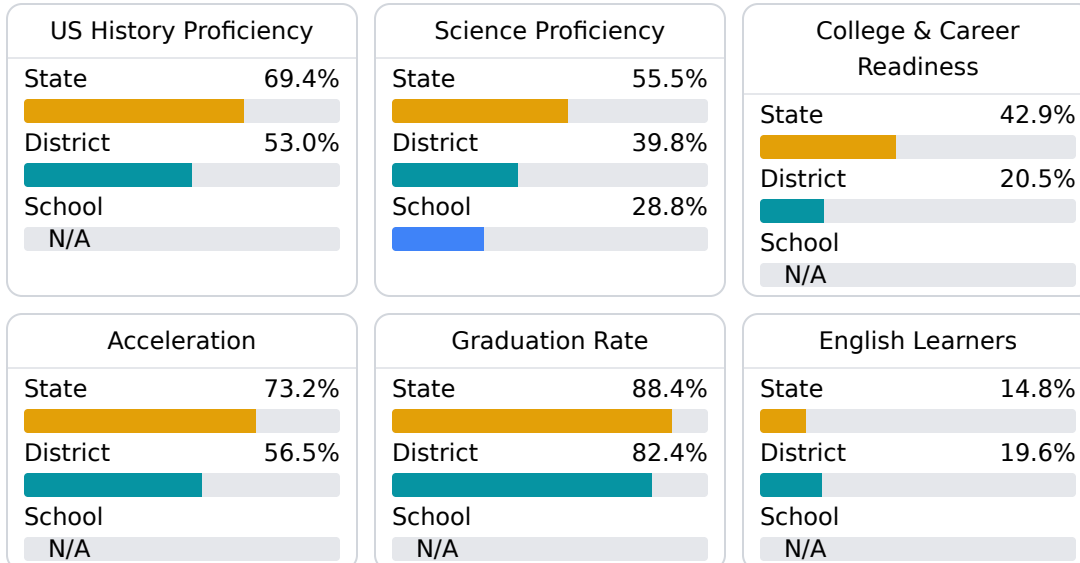 US History Proficiency
State 69.4%
District 53.0%
School
N/A
Science Proficiency
State 55.5%
District 39.8%
School 28.8%
College & Career
Readiness
State 42.9%
District 20.5%
School
N/A
Acceleration
State 73.2%
District 56.5%
School
N/A
Graduation Rate
State 88.4%
District 82.4%
School
N/A
English Learners
State 14.8%
District 19.6%
School
N/A